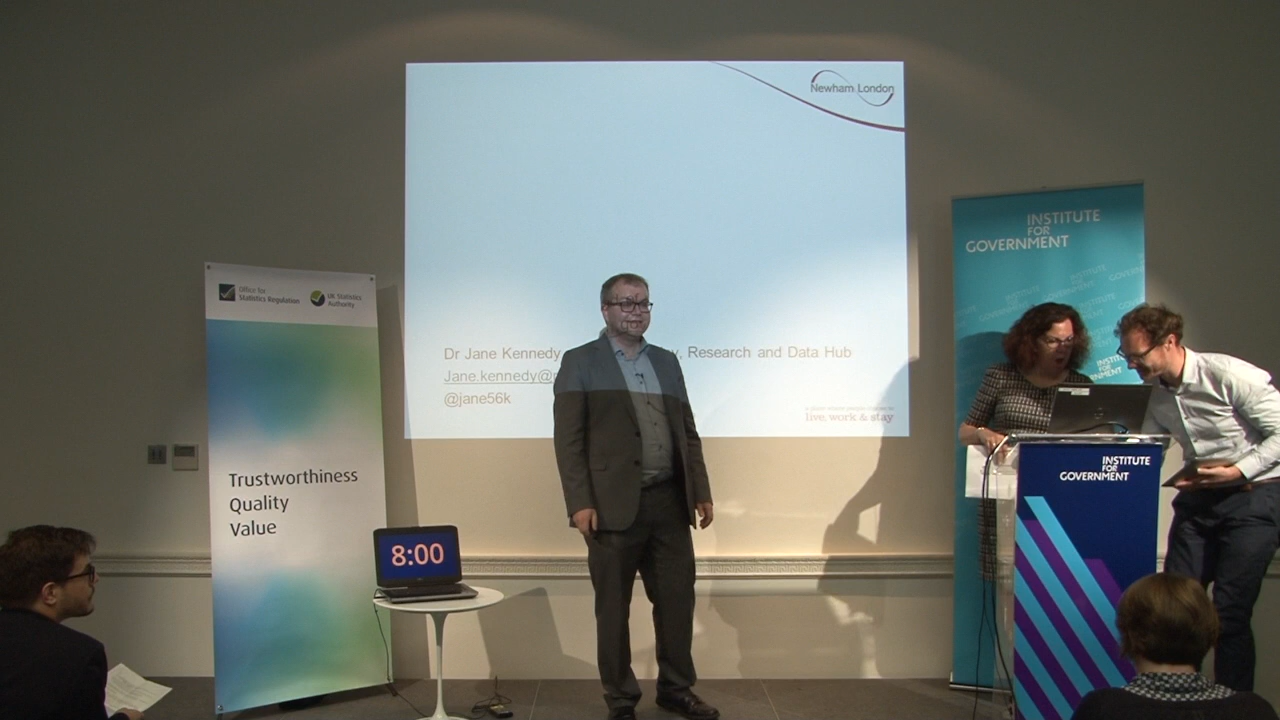 Newham London
Dr Jane Kennedy
Research and Data Hub
Jane.kennedy@
@jane56k
live, work & stay
Office for
Statistics Regulation
UK Statistics
Authority
Trustworthiness
Quality
Value
8:00
INSTITUTE
FOR
GOVERNMENT
INSTITUTE
FOR
GOVERNMENT